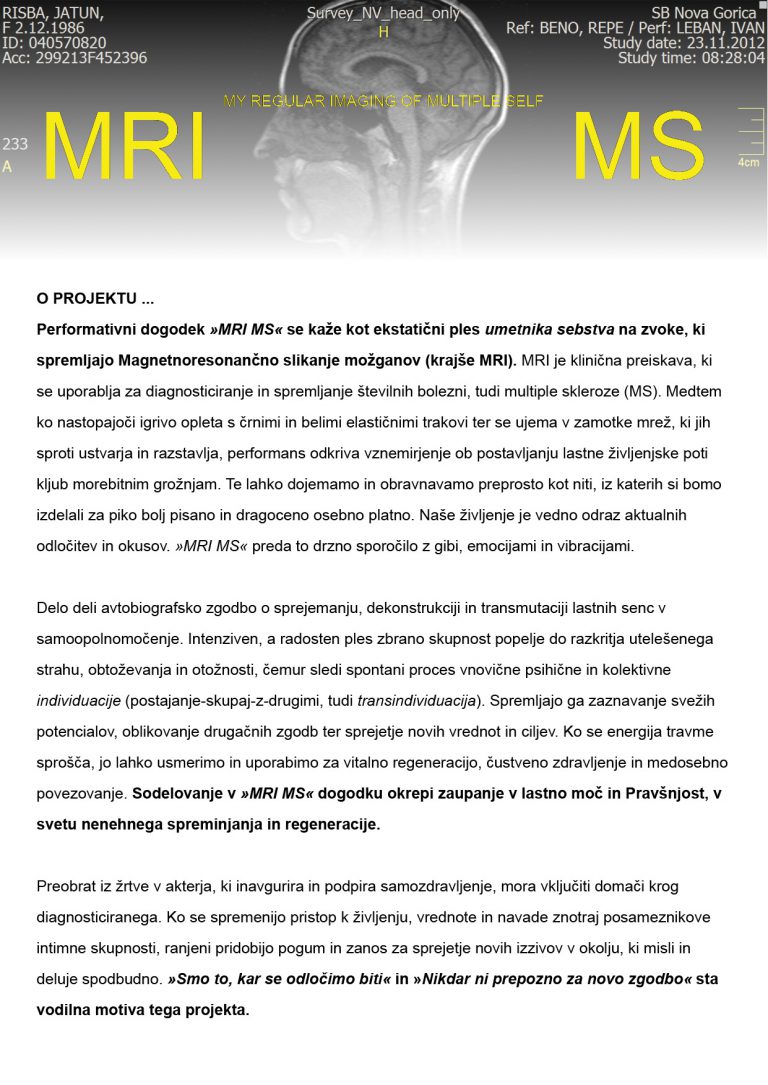 RISBA, JATUN,
F 2.12.1986
ID: 040570820
Acc: 299213F452396
Survey_NV_head_only
H
SB Nova Gorica
Ref: BENO, REPE / Perf: LEBAN, IVAN
Study date: 23.11.2012
Study time: 08:28:04
MY REGULAR IMAGING OF MULTIPLE SELF
MRI MS
233
A
4cm
O PROJEKTU ...
Performativni dogodek »MRI MS« se kaže kot ekstatični ples umetnika sebstva na zvoke, ki
spremljajo Magnetnoresonančno slikanje možganov (krajše MRI). MRI je klinična preiskava, ki
se uporablja za diagnosticiranje in spremljanje številnih bolezni, tudi multiple skleroze (MS). Medtem
ko nastopajoči igrivo opleta s črnimi in belimi elastičnimi trakovi ter se ujema v zamotke mrež, ki jih
sproti ustvarja in razstavlja, performans odkriva vznemirjenje ob postavljanju lastne življenjske poti
kljub morebitnim grožnjam. Te lahko dojemamo in obravnavamo preprosto kot niti, iz katerih si bomo
izdelali za piko bolj pisano in dragoceno osebno platno. Naše življenje je vedno odraz aktualnih
odločitev in okusov. »MRI MS« preda to drzno sporočilo z gibi, emocijami in vibracijami.
Delo deli avtobiografsko zgodbo o sprejemanju, dekonstrukciji in transmutaciji lastnih senc v
samoopolnomočenje. Intenziven, a radosten ples zbrano skupnost popelje do razkritja utelešenega
strahu, obtoževanja in otožnosti, čemur sledi spontani proces vnovične psihične in kolektivne
individuacije (postajanje-skupaj-z-drugimi, tudi transindividuacija). Spremljajo ga zaznavanje svežih
potencialov, oblikovanje drugačnih zgodb ter sprejetje novih vrednot in ciljev. Ko se energija travme
sprošča, jo lahko usmerimo in uporabimo za vitalno regeneracijo, čustveno zdravljenje in medosebno
povezovanje. Sodelovanje v »MRI MS« dogodku okrepi zaupanje v lastno moč in Pravšnjost, v
svetu nenehnega spreminjanja in regeneracije.
Preobrat iz žrtve v akterja, ki inavgurira in podpira samozdravljenje, mora vključiti domači krog
diagnosticiranega. Ko se spremenijo pristop k življenju, vrednote in navade znotraj posameznikove
intimne skupnosti, ranjeni pridobijo pogum in zanos za sprejetje novih izzivov v okolju, ki misli in
deluje spodbudno. »Smo to, kar se odločimo biti« in »Nikdar ni prepozno za novo zgodbo« sta
vodilna motiva tega projekta.